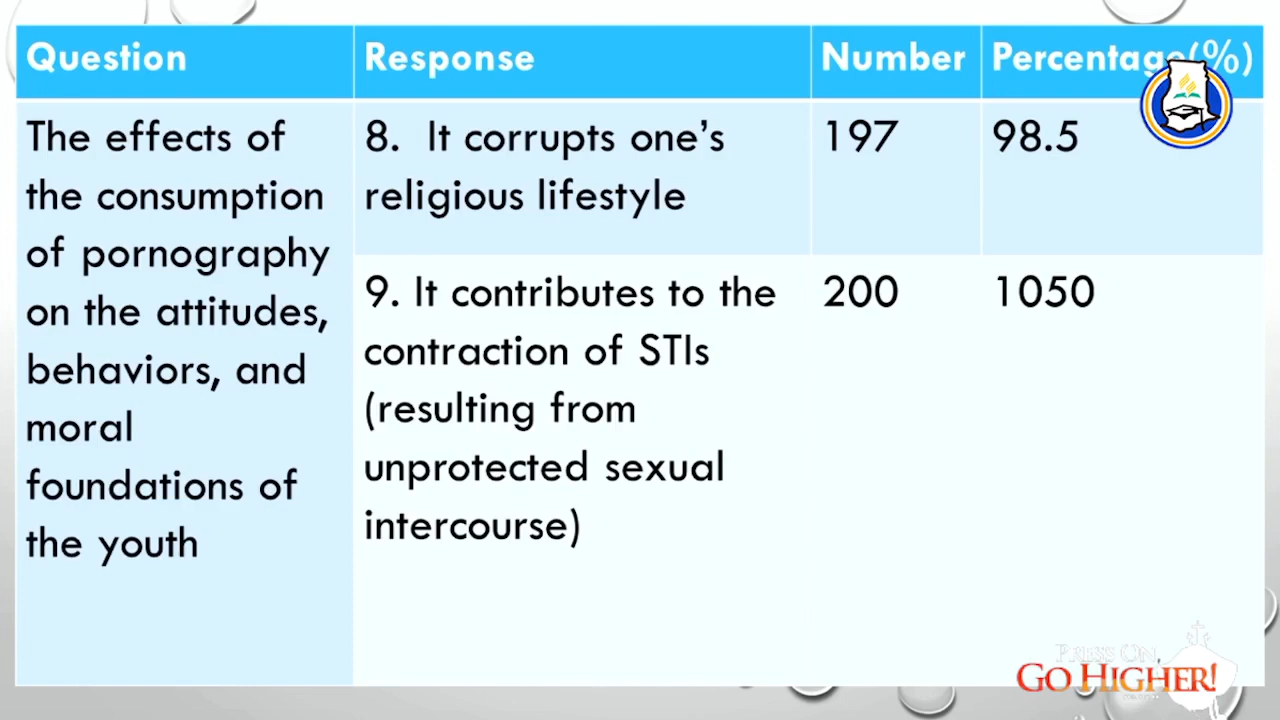 Question Response Number Percentage(%)
The effects of
the consumption
of pornography
on the attitudes,
behaviors, and
moral
foundations of
the youth
8. It corrupts one's
religious lifestyle
197
98.5
9. It contributes to the
contraction of STIs
(resulting from
unprotected sexual
intercourse)
200
1050
PRESS ON,
GO HIGHER!